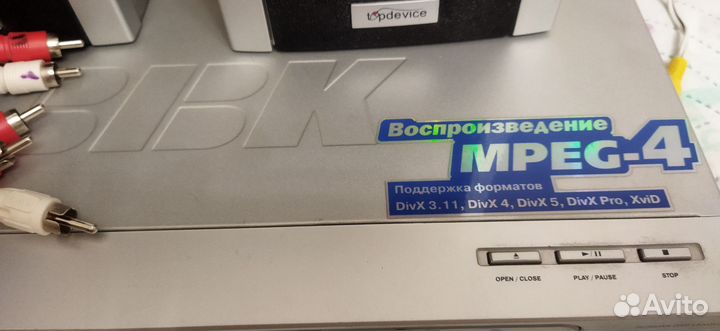 topdevice
BBK
Воспроизведение
MPEG-4
Поддержка форматов
DivX 3.11, DivX 4, DivX 5, DivX Pro, XviD
OPEN / CLOSE
PLAY / PAUSE
STOP
Avito